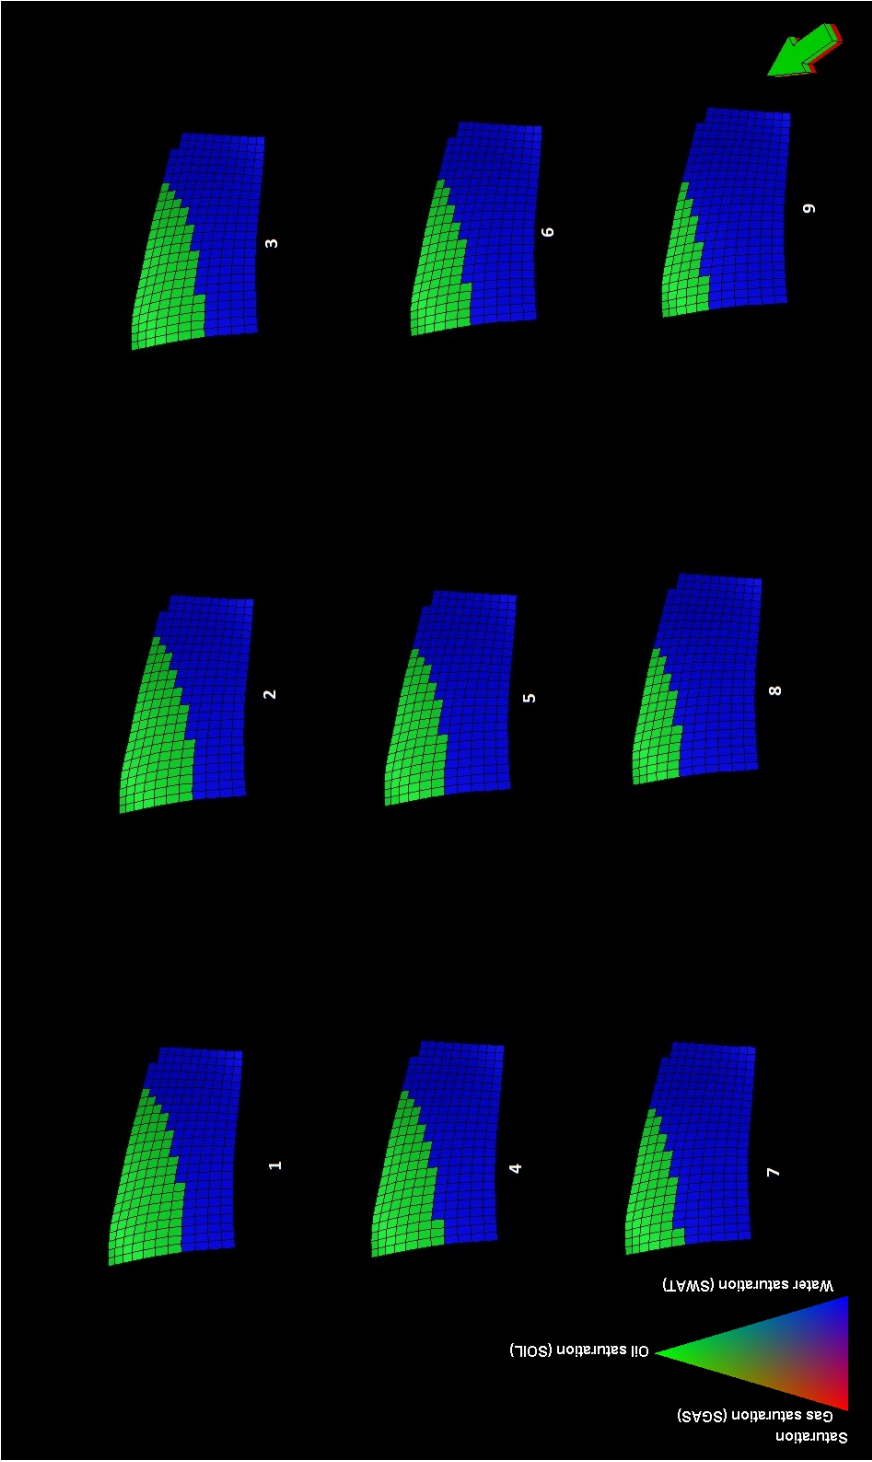 1
2
3
4
5
6
7
8
9
Saturation
Gas saturation (SGAS)
Oil saturation (SOIL)
Water saturation (SWAT)